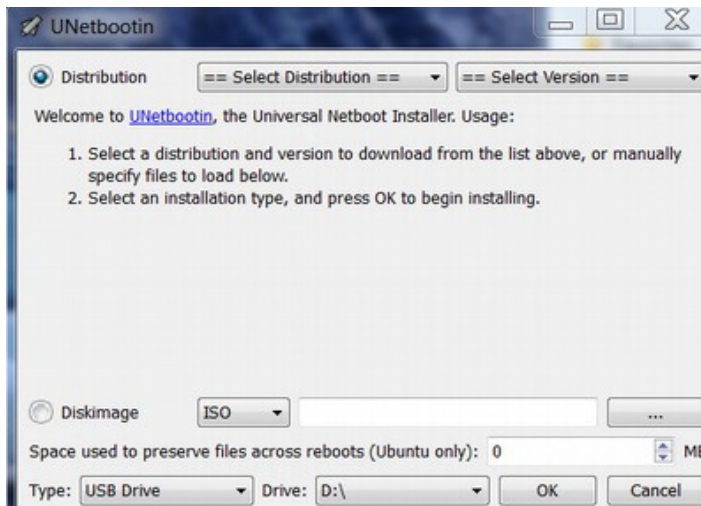 UNetbootin
Distribution == Select Distribution == == Select Version ==
Welcome to UNetbootin, the Universal Netboot Installer. Usage:
1. Select a distribution and version to download from the list above, or manually
specify files to load below.
2. Select an installation type, and press OK to begin installing.
Diskimage ISO ...
Space used to preserve files across reboots (Ubuntu only): 0 MB
Type: USB Drive Drive: D:\ OK Cancel